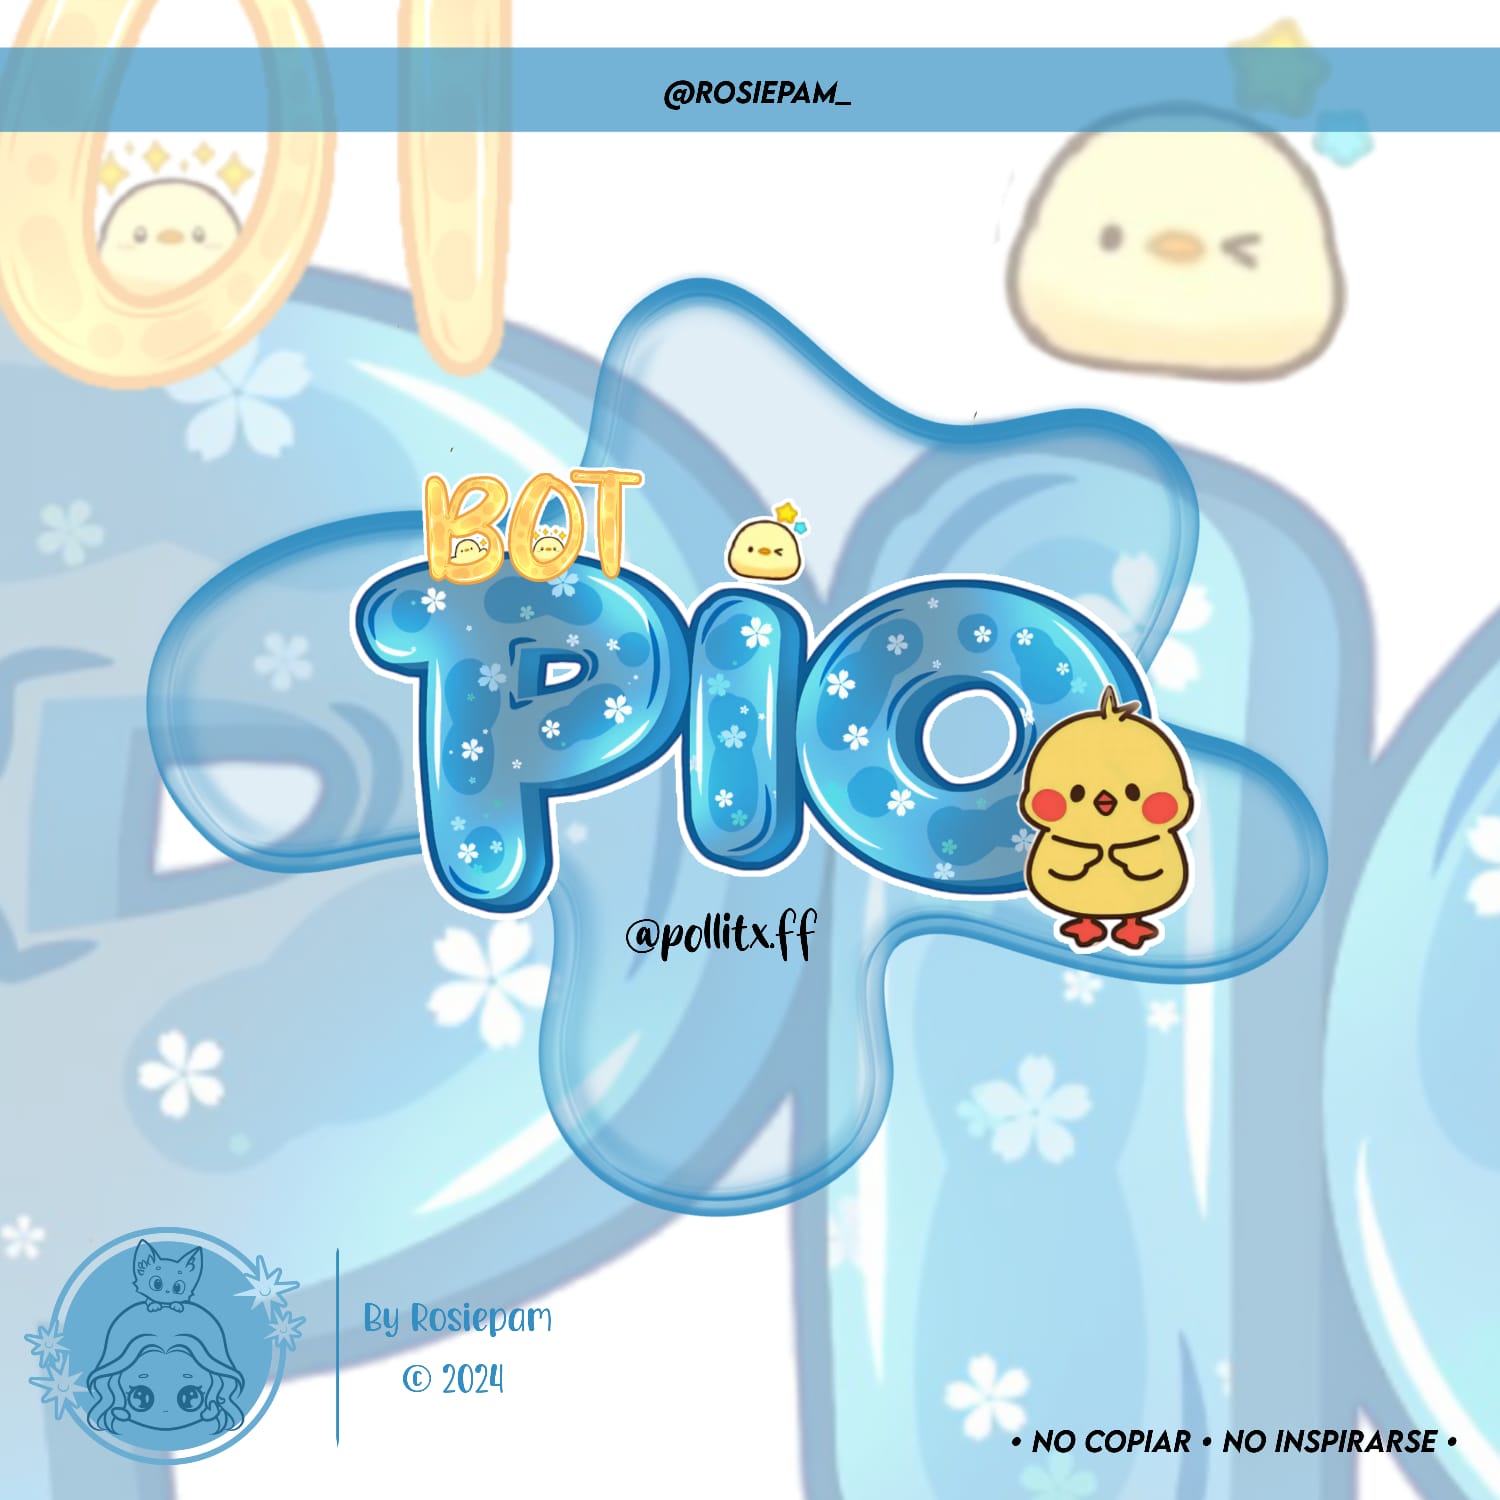 @ROSIEPAM_
BOT
Pio
@pollitx.ff
By Rosiepam
© 2024
• NO COPIAR • NO INSPIRARSE •